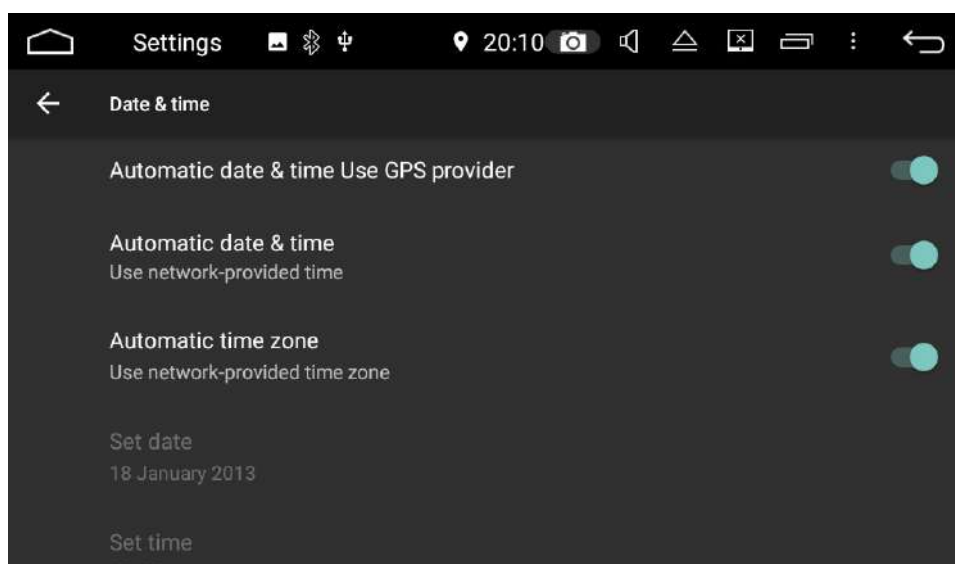 Settings 20:10
Date & time
Automatic date & time Use GPS provider
Automatic date & time
Use network-provided time
Automatic time zone
Use network-provided time zone
Set date
18 January 2013
Set time